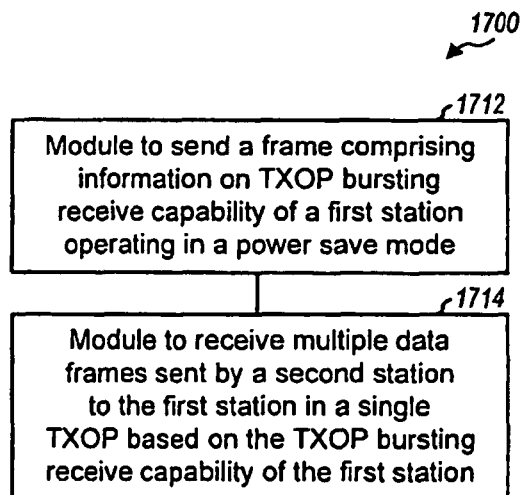 1700
1712
Module to send a frame comprising
information on TXOP bursting
receive capability of a first station
operating in a power save mode
1714
Module to receive multiple data
frames sent by a second station
to the first station in a single
TXOP based on the TXOP bursting
receive capability of the first station